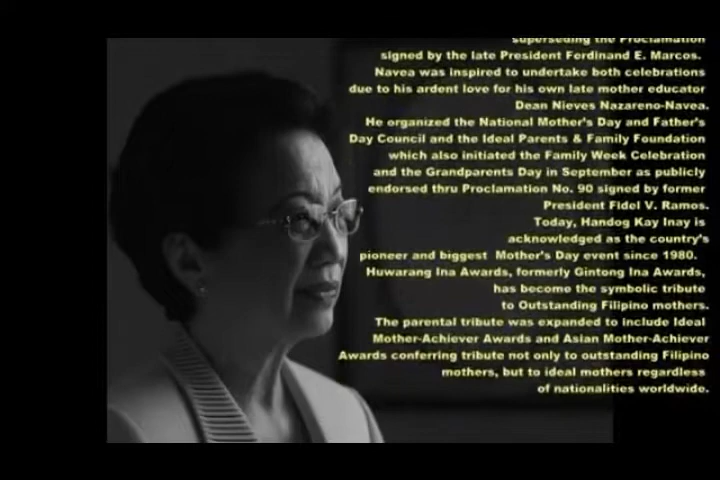 superseding the Proclamation
signed by the late President Ferdinand E. Marcos.
Navea was inspired to undertake both celebrations
due to his ardent love for his own late mother educator
Dean Nieves Nazareno-Navea.
He organized the National Mother's Day and Father's
Day Council and the Ideal Parents & Family Foundation
which also initiated the Family Week Celebration
and the Grandparents Day in September as publicly
endorsed thru Proclamation No. 90 signed by former
President Fidel V. Ramos.
Today, Handog Kay Inay is
acknowledged as the country's
pioneer and biggest Mother's Day event since 1980.
Huwarang Ina Awards, formerly Gintong Ina Awards,
has become the symbolic tribute
to Outstanding Filipino mothers.
The parental tribute was expanded to include Ideal
Mother-Achiever Awards and Asian Mother-Achiever
Awards conferring tribute not only to outstanding Filipino
mothers, but to ideal mothers regardless
of nationalities worldwide.